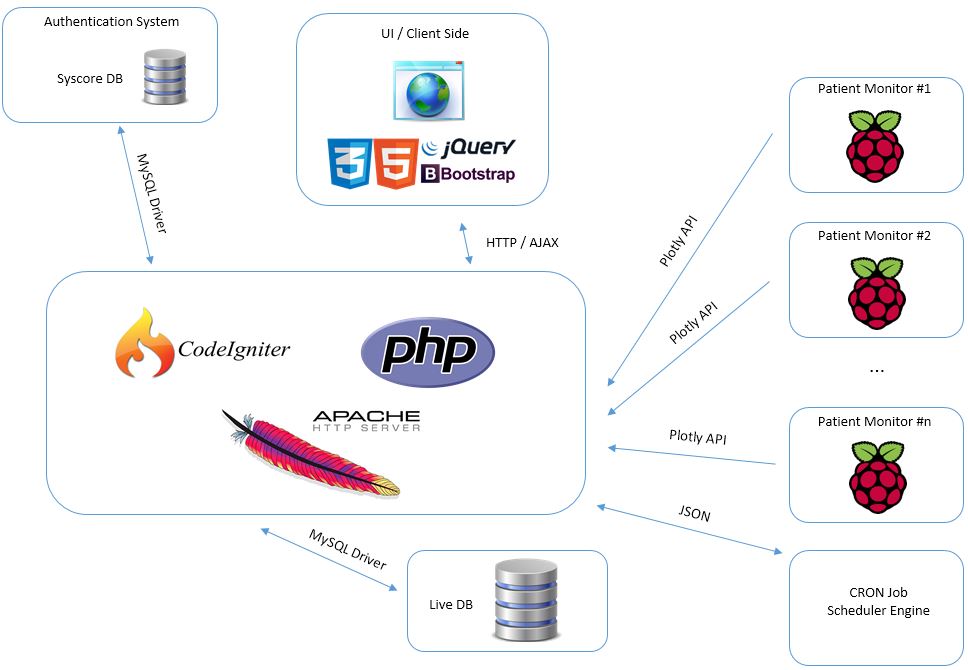 Authentication System
Syscore DB
UI / Client Side
3
5
jQuery
B Bootstrap
MySQL Driver
HTTP / AJAX
Patient Monitor #1
Plotly API
Patient Monitor #2
Plotly API
...
Patient Monitor #n
Plotly API
CodeIgniter
php
APACHE
HTTP SERVER
JSON
MySQL Driver
Live DB
CRON Job
Scheduler Engine